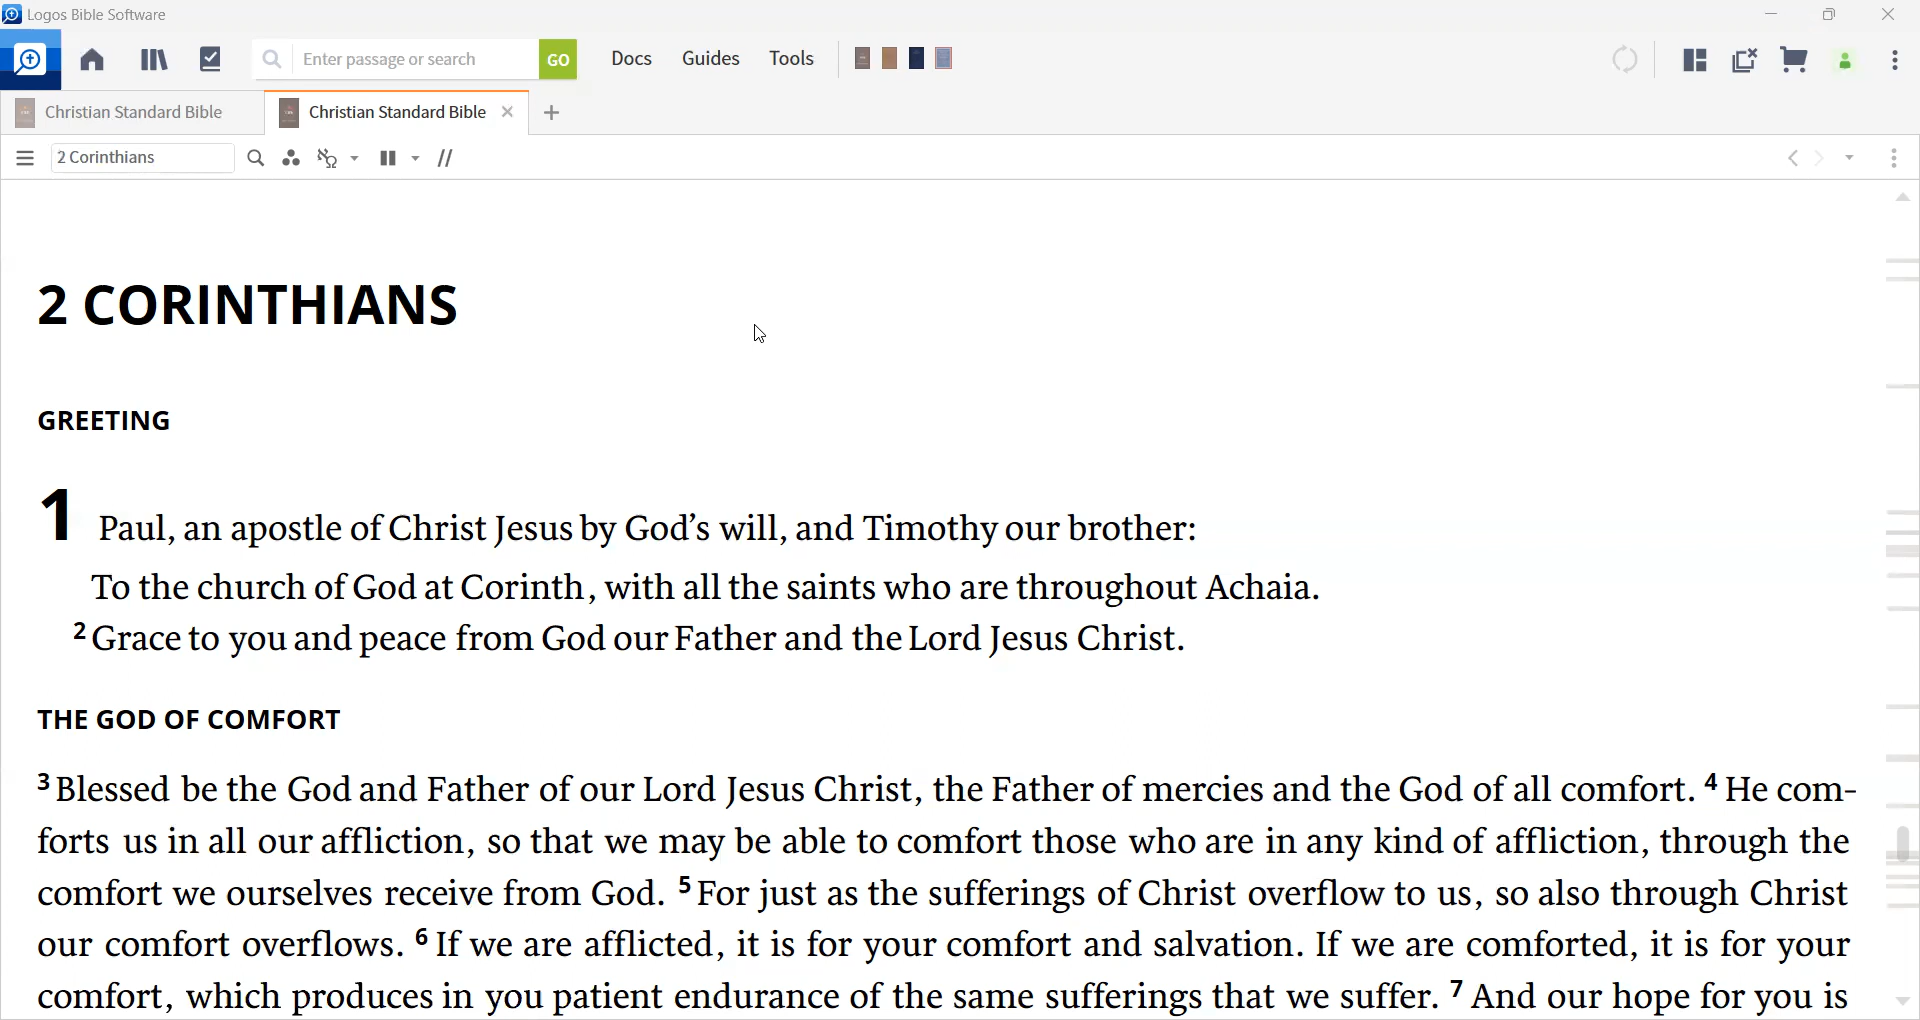 Logos Bible Software
Enter passage or search GO Docs Guides Tools
Christian Standard Bible Christian Standard Bible
2 Corinthians
2 CORINTHIANS
GREETING
1 Paul, an apostle of Christ Jesus by God’s will, and Timothy our brother:
To the church of God at Corinth, with all the saints who are throughout Achaia.
2 Grace to you and peace from God our Father and the Lord Jesus Christ.
THE GOD OF COMFORT
3 Blessed be the God and Father of our Lord Jesus Christ, the Father of mercies and the God of all comfort. 4 He com-
forts us in all our affliction, so that we may be able to comfort those who are in any kind of affliction, through the
comfort we ourselves receive from God. 5 For just as the sufferings of Christ overflow to us, so also through Christ
our comfort overflows. 6 If we are afflicted, it is for your comfort and salvation. If we are comforted, it is for your
comfort, which produces in you patient endurance of the same sufferings that we suffer. 7 And our hope for you is